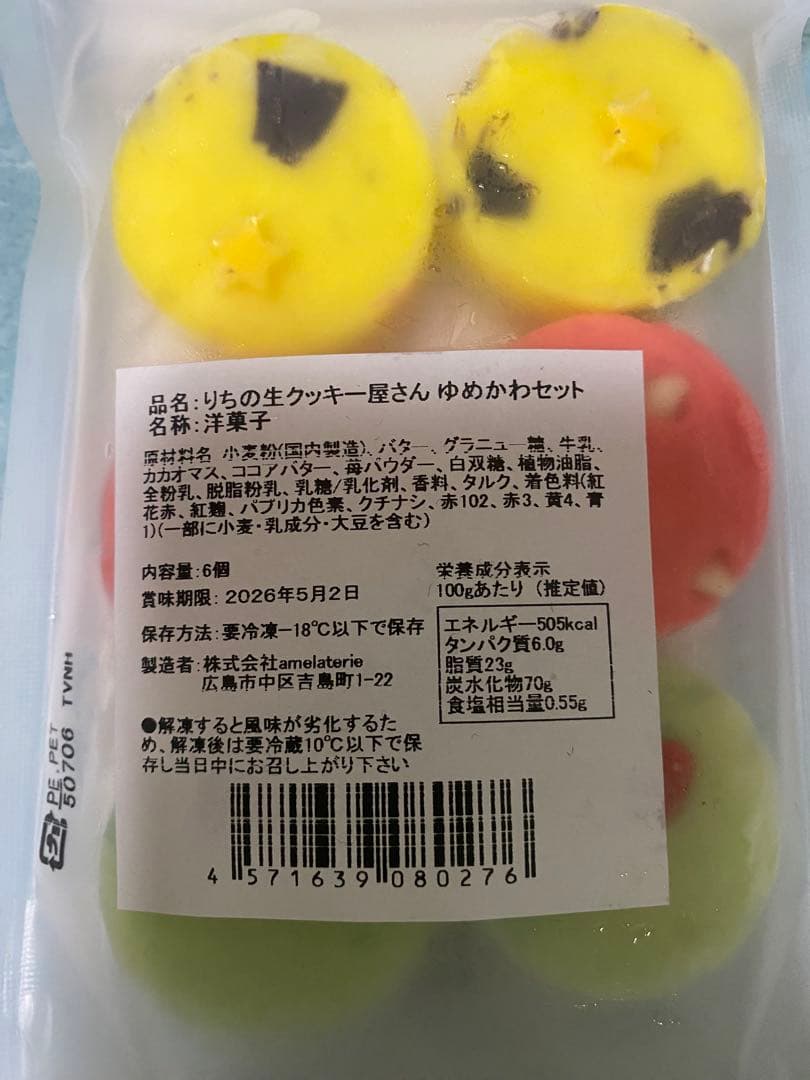 品名:りちの生クッキー屋さん ゆめかわセット
名称:洋菓子
原材料名 小麦粉(国内製造)、バター、グラニュー糖、牛乳、
カカオマス、ココアバター、苺パウダー、白双糖、植物油脂、
全粉乳、脱脂粉乳、乳糖/乳化剤、香料、タルク、着色料(紅
花赤、紅麹、パプリカ色素、クチナシ、赤102、赤3、黄4、青
1)(一部に小麦・乳成分・大豆を含む)
内容量:6個
賞味期限: 2026年5月2日
保存方法:要冷凍-18℃以下で保存
製造者:株式会社amelaterie
広島市中区吉島町1-22
栄養成分表示
100gあたり (推定値)
エネルギー505kcal
タンパク質6.0g
脂質23g
炭水化物70g
食塩相当量0.55g
●解凍すると風味が劣化するた
め、解凍後は要冷蔵10℃以下で保
存し当日中にお召し上がり下さい
4 571639 080276
PE.PET TVNH
50706